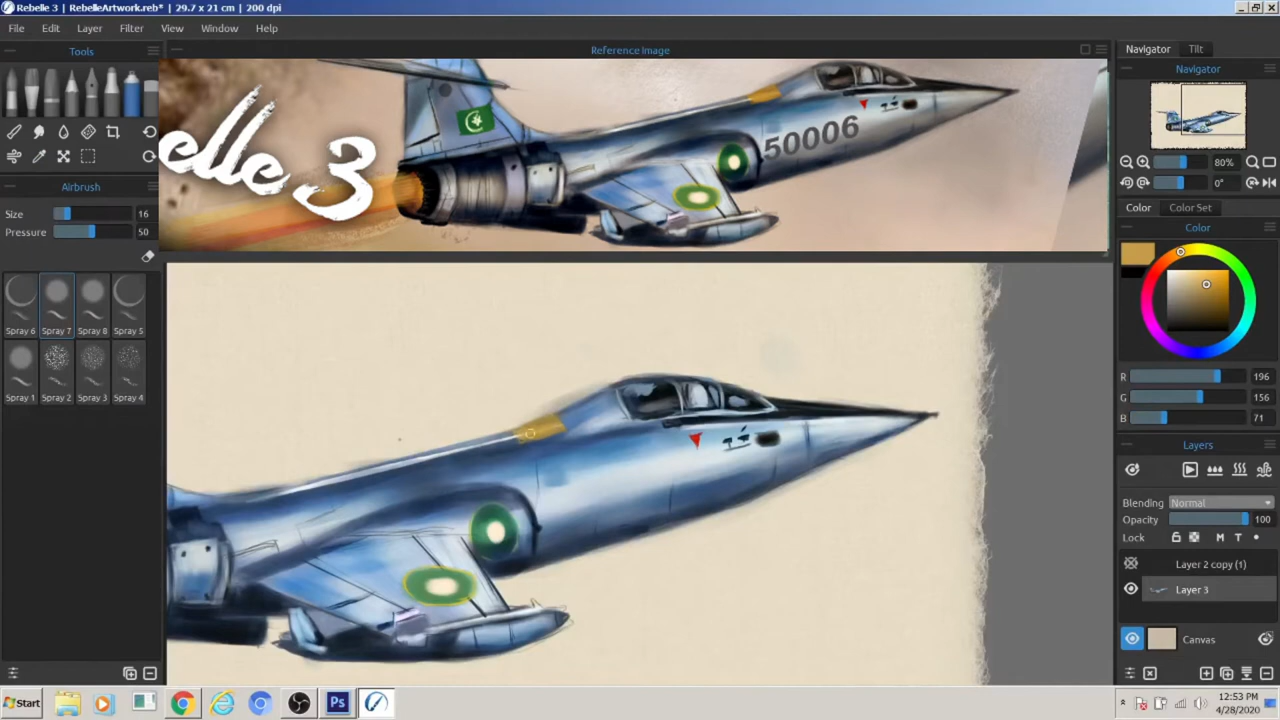 Rebelle 3 | RebelleArtwork.reb* | 29.7 x 21 cm | 200 dpi
File Edit Layer Filter View Window Help
Tools
Airbrush
Size 16
Pressure 50
Spray 6 Spray 7 Spray 8 Spray 5
Spray 1 Spray 2 Spray 3 Spray 4
Reference Image
elle 3
50006
Navigator Tilt
Navigator
80%
0°
Color Color Set
Color
R 196
G 156
B 71
Layers
Blending Normal
Opacity 100
Lock M T
Layer 2 copy (1)
Layer 3
Canvas
Start
Ps
12:53 PM
4/28/2020